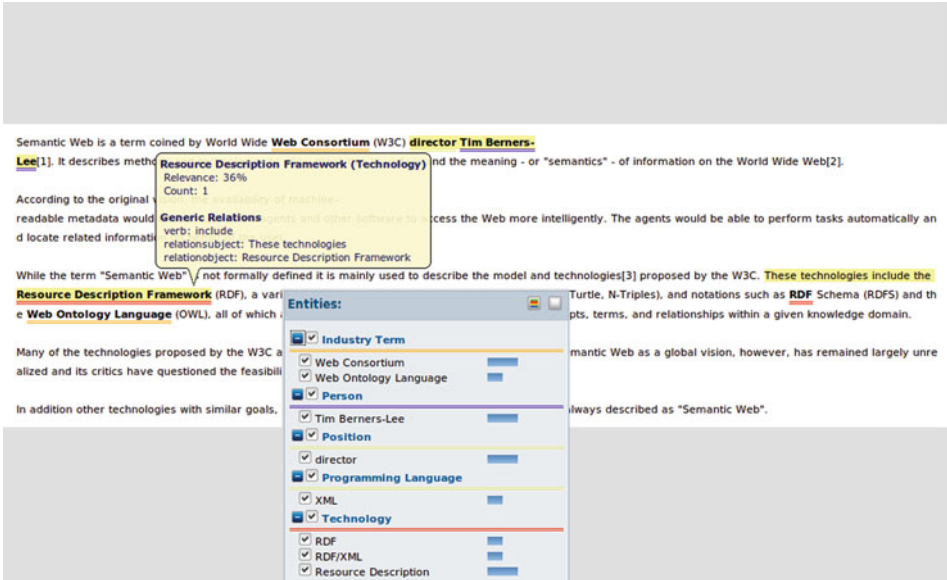 Semantic Web is a term coined by World Wide Web Consortium (W3C) director Tim Berners-
Lee[1]. It describes metho
nd the meaning - or "semantics" - of information on the World Wide Web[2].
Resource Description Framework (Technology)
Relevance: 36%
Count: 1
Generic Relations
verb: include
relationsubject: These technologies
relationobject: Resource Description Framework
According to the original vision, the availability of machine-
readable metadata would agents and other software to access the Web more intelligently. The agents would be able to perform tasks automatically an
d locate related informati
While the term "Semantic Web" is not formally defined it is mainly used to describe the model and technologies[3] proposed by the W3C. These technologies include the
Resource Description Framework (RDF), a vari Turtle, N-Triples), and notations such as RDF Schema (RDFS) and th
e Web Ontology Language (OWL), all of which pts, terms, and relationships within a given knowledge domain.
Many of the technologies proposed by the W3C a mantic Web as a global vision, however, has remained largely unre
alized and its critics have questioned the feasibili
In addition other technologies with similar goals, lways described as "Semantic Web".
Entities:
Industry Term
Web Consortium
Web Ontology Language
Person
Tim Berners-Lee
Position
director
Programming Language
XML
Technology
RDF
RDF/XML
Resource Description